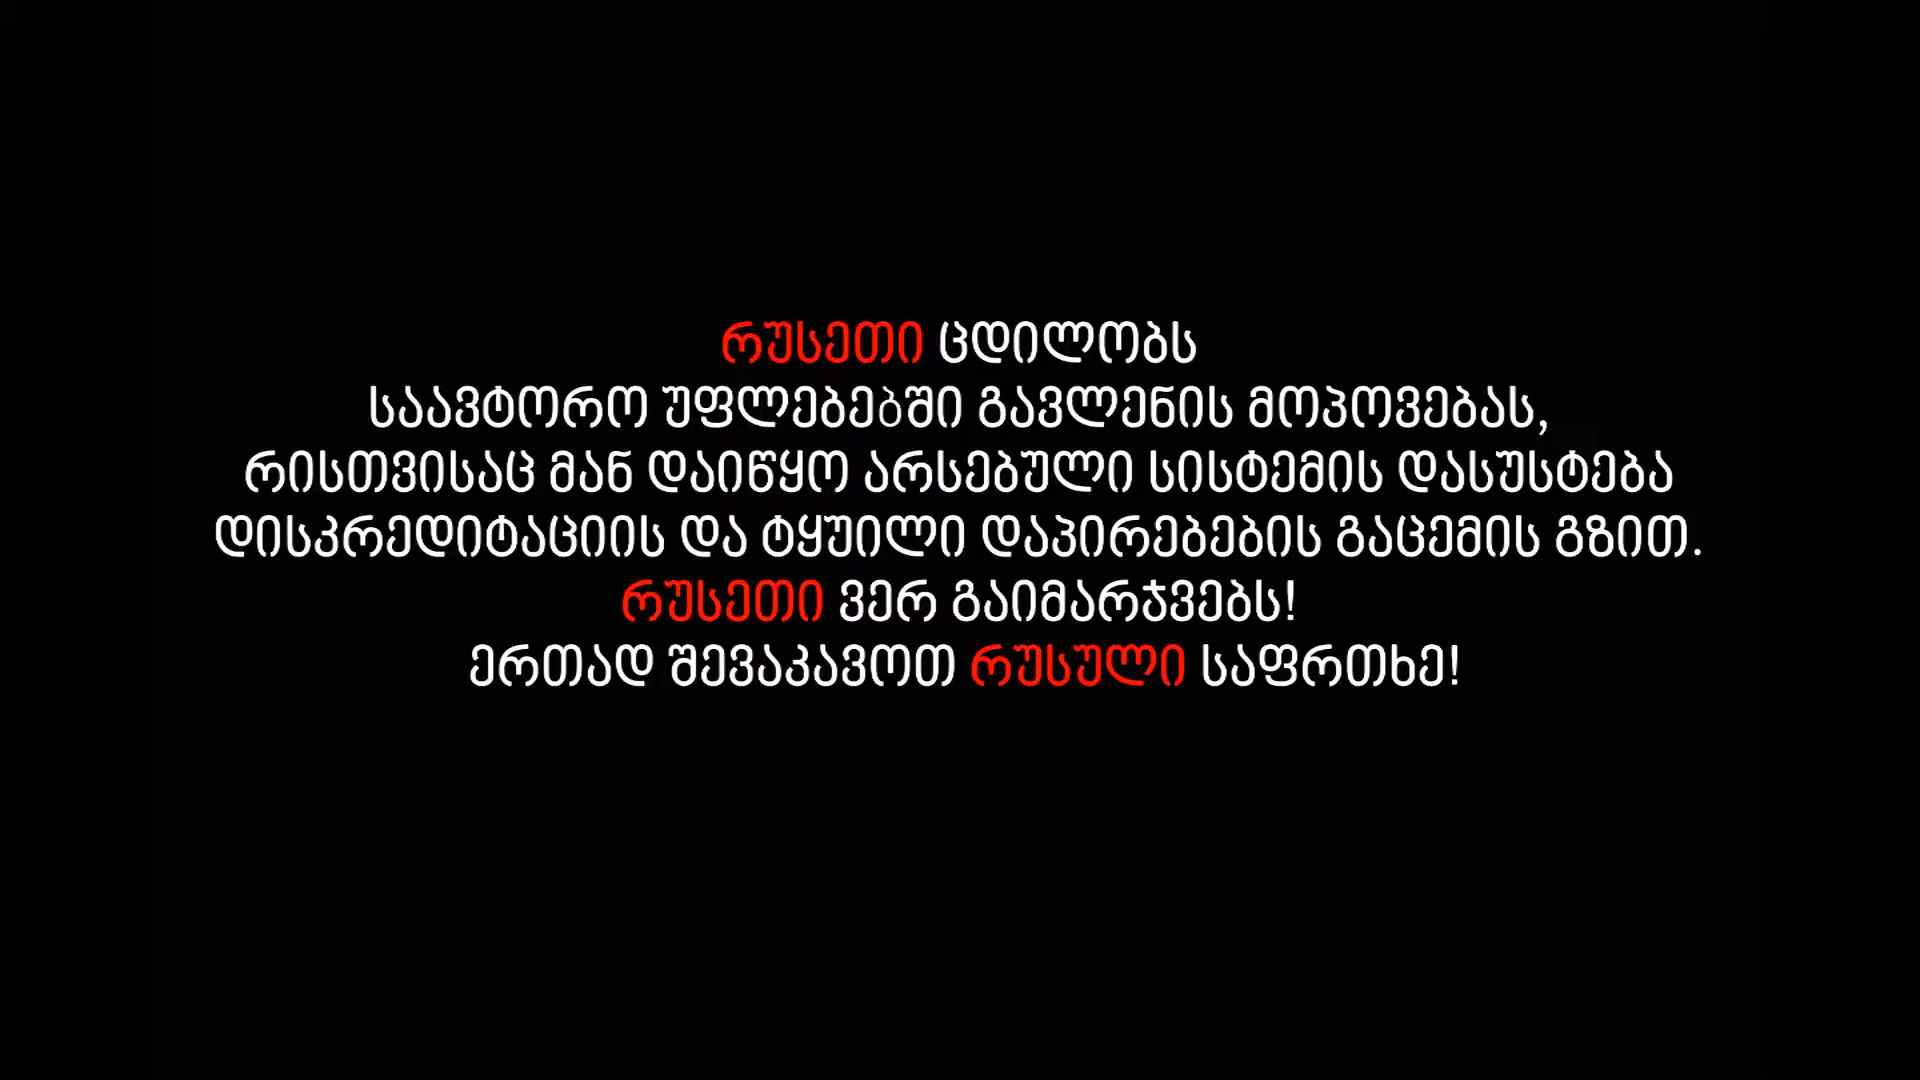 რუსეთი ცდილობს
საავტორო უფლებებში გავლენის მოპოვებას,
რისთვისაც მან დაიწყო არსებული სისტემის დასუსტება
დისკრედიტაციის და ტყუილი დაპირებების გაცემის გზით.
რუსეთი ვერ გაიმარჯვებს!
ერთად შევაკავოთ რუსული საფრთხე!